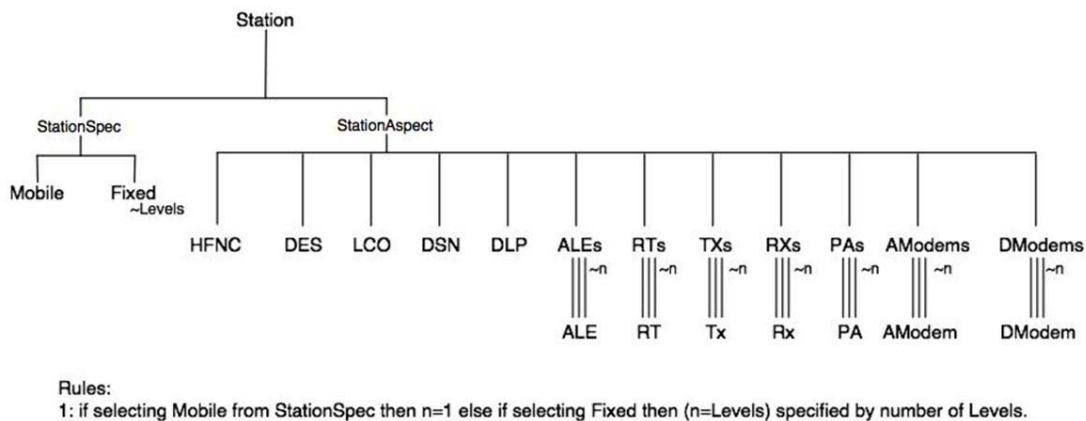 Station
StationSpec StationAspect
Mobile Fixed
~Levels
HFNC DES LCO DSN DLP ALEs RTs TXs RXs PAs AModems DModems
~n ~n ~n ~n ~n ~n ~n
ALE RT Tx Rx PA AModem DModem
Rules:
1: if selecting Mobile from StationSpec then n=1 else if selecting Fixed then (n=Levels) specified by number of Levels.